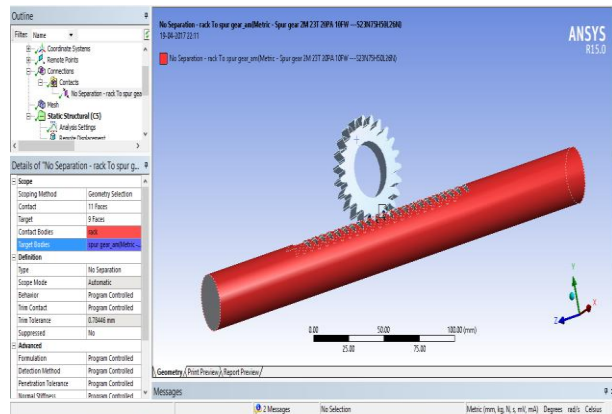 Outline
Filter: Name
Coordinate Systems
Remote Points
Connections
Contacts
No Separation - rack To spur gea
Mesh
Static Structural (C5)
Analysis Settings
Remote Displacement
Details of "No Separation - rack To spur g...
Scope
Scoping Method Geometry Selection
Contact 11 Faces
Target 9 Faces
Contact Bodies rack
Target Bodies spur gear_am(Metric -...
Definition
Type No Separation
Scope Mode Automatic
Behavior Program Controlled
Trim Contact Program Controlled
Trim Tolerance 0.78446 mm
Suppressed No
Advanced
Formulation Program Controlled
Detection Method Program Controlled
Penetration Tolerance Program Controlled
Normal Stiffness Program Controlled
No Separation - rack To spur gear_am(Metric - Spur gear 2M 23T 20PA 10FW ---S23N75H50L26N)
19-04-2017 22:11
No Separation - rack To spur gear_am(Metric - Spur gear 2M 23T 20PA 10FW ---S23N75H50L26N)
ANSYS
R15.0
Y
X
Z
0.00 50.00 100.00 (mm)
25.00 75.00
Geometry Print Preview Report Preview
Messages
2 Messages No Selection Metric (mm, kg, N, s, mV, mA) Degrees rad/s Celsius